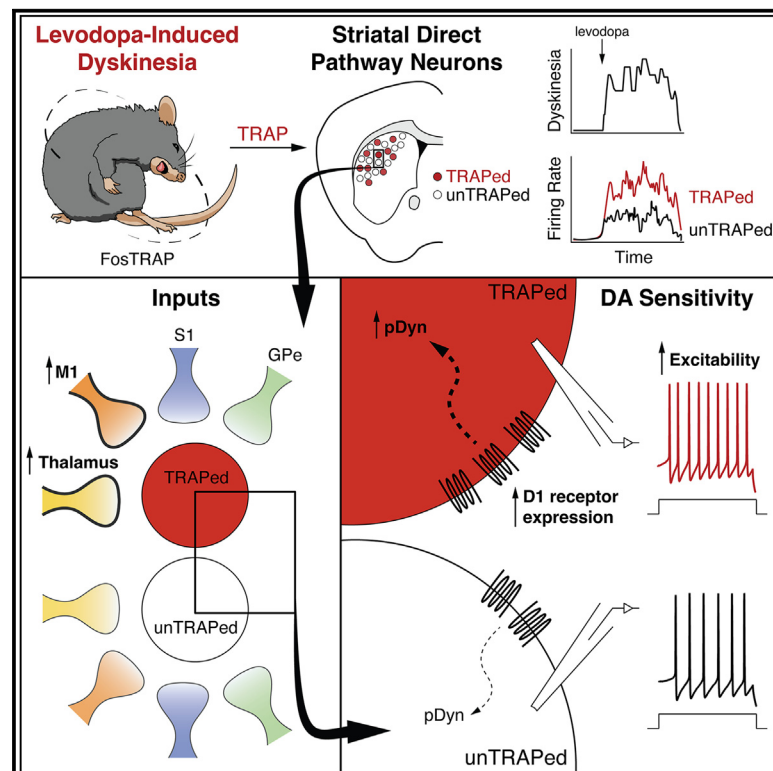 Levodopa-Induced
Dyskinesia
TRAP
FosTRAP
Striatal Direct
Pathway Neurons
TRAPed
unTRAPed
levodopa
Dyskinesia
Firing Rate
TRAPed
unTRAPed
Time
Inputs
S1
GPe
↑M1
↑Thalamus
TRAPed
unTRAPed
TRAPed
DA Sensitivity
↑pDyn
↑D1 receptor
expression
↑Excitability
pDyn
unTRAPed